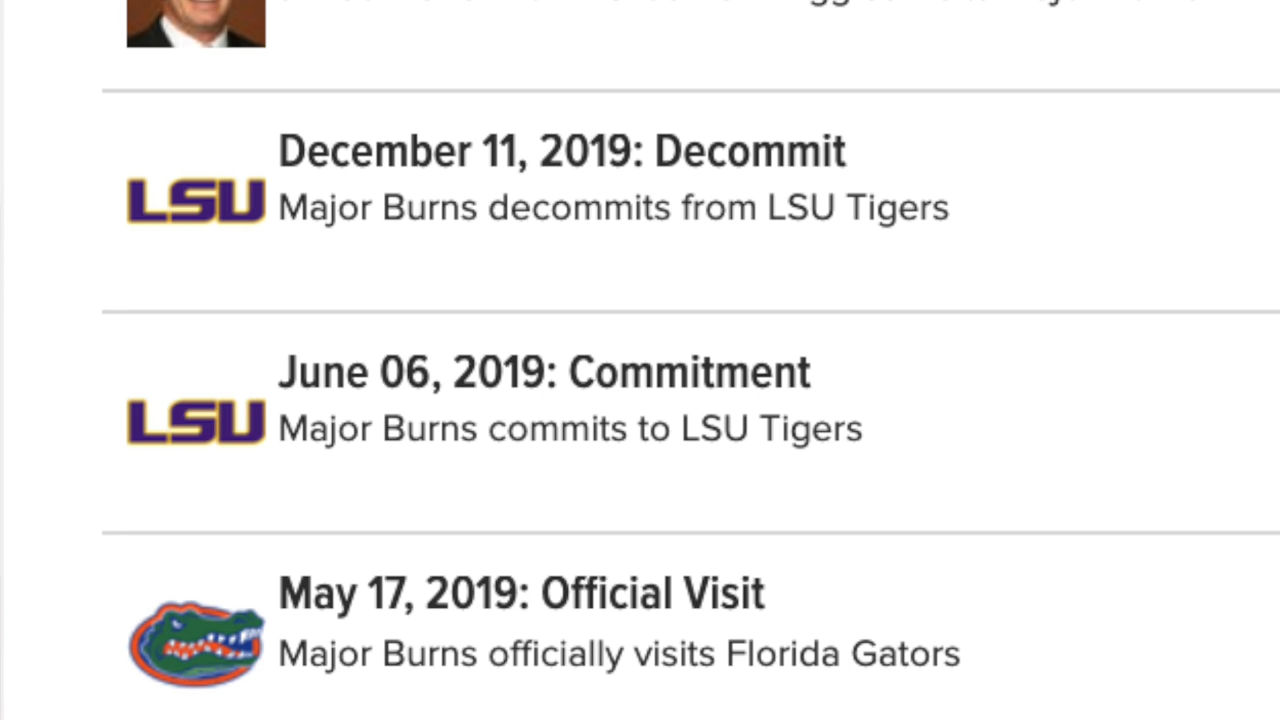 December 11, 2019: Decommit
LSU Major Burns decommits from LSU Tigers
June 06, 2019: Commitment
LSU Major Burns commits to LSU Tigers
May 17, 2019: Official Visit
Major Burns officially visits Florida Gators